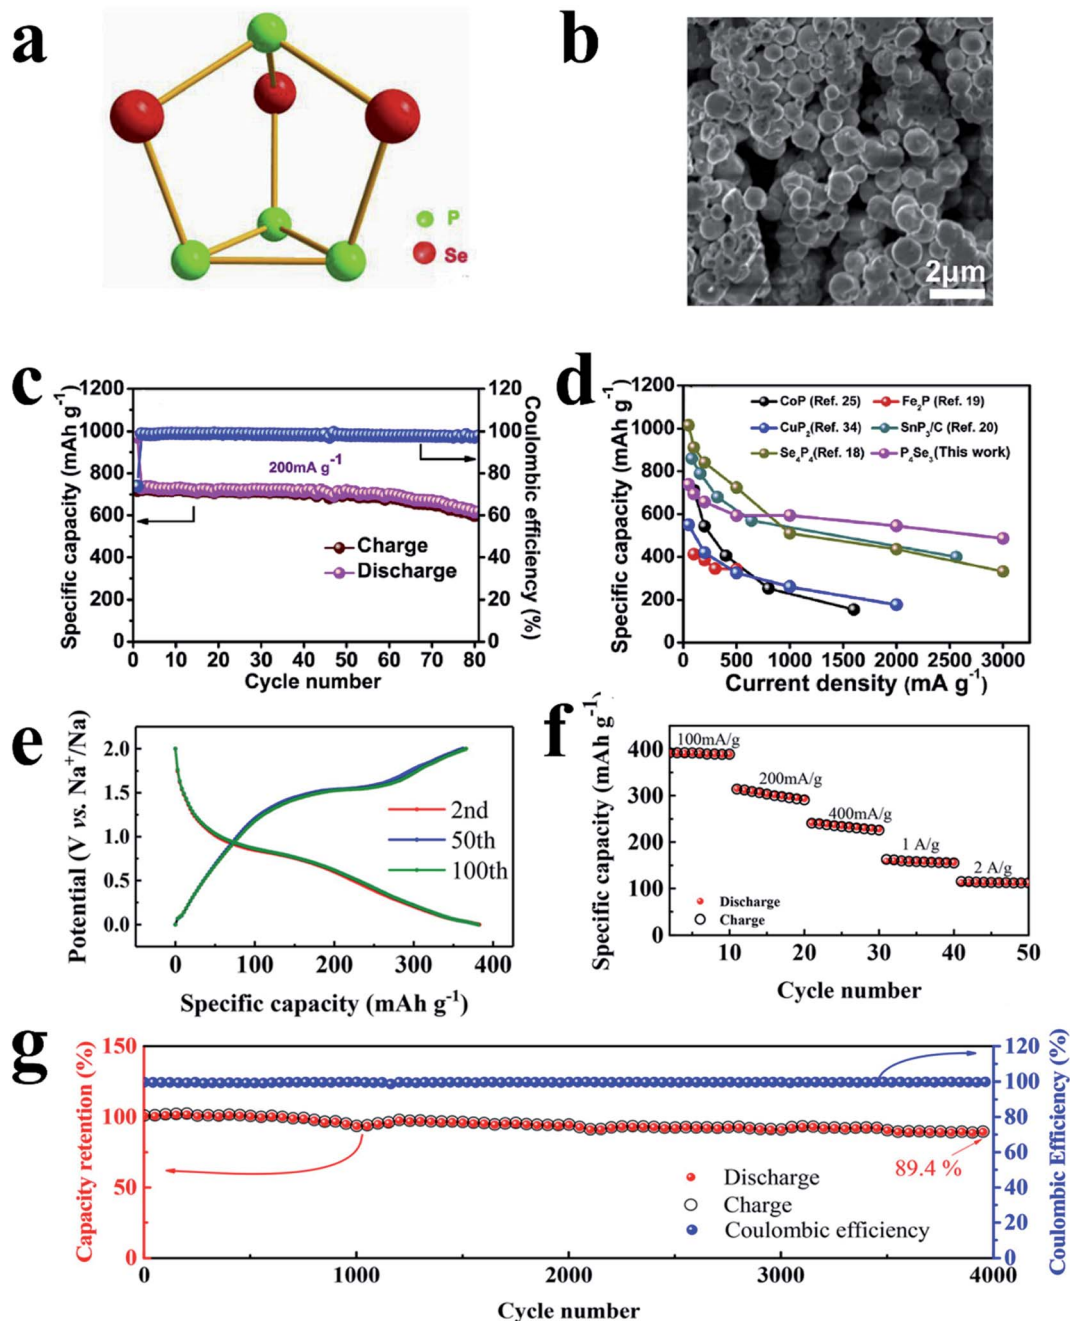 a
P
Se
b
2μm
c
Specific capacity (mAh g⁻¹)
1200
1000
800
600
400
200
0
0 10 20 30 40 50 60 70 80
Cycle number
120
100
80
60
40
20
0
Coulombic efficiency (%)
200mA g⁻¹
Charge
Discharge
d
Specific capacity (mAh g⁻¹)
1200
1000
800
600
400
200
0
0 500 1000 1500 2000 2500 3000
Current density (mA g⁻¹)
CoP (Ref. 25) Fe₂P (Ref. 19)
CuP₂(Ref. 34) SnP₃/C (Ref. 20)
Se₄P₄(Ref. 18) P₄Se₃(This work)
e
Potential (V vs. Na⁺/Na)
2.0
1.5
1.0
0.5
0.0
0 100 200 300 400
Specific capacity (mAh g⁻¹)
2nd
50th
100th
f
Specific capacity (mAh g⁻¹)
400
300
200
100
0
10 20 30 40 50
Cycle number
100mA/g
200mA/g
400mA/g
1 A/g
2 A/g
Discharge
Charge
g
Capacity retention (%)
150
100
50
0
0 1000 2000 3000 4000
Cycle number
120
100
80
60
40
20
0
Coulombic Efficiency (%)
89.4 %
Discharge
Charge
Coulombic efficiency